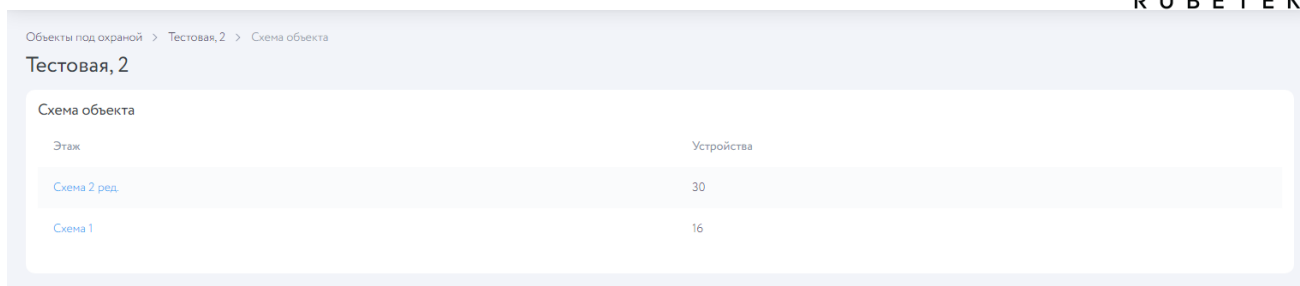 RUBETEK
Объекты под охраной > Тестовая, 2 > Схема объекта
Тестовая, 2
Схема объекта
Этаж Устройства
Схема 2 ред. 30
Схема 1 16